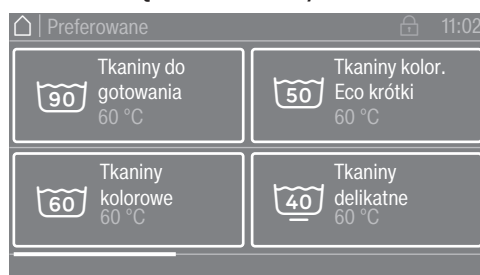 Preferowane 11:02
90 Tkaniny do
gotowania
60 °C
50 Tkaniny kolor.
Eco krótki
60 °C
60 Tkaniny
kolorowe
60 °C
40 Tkaniny
delikatne
60 °C